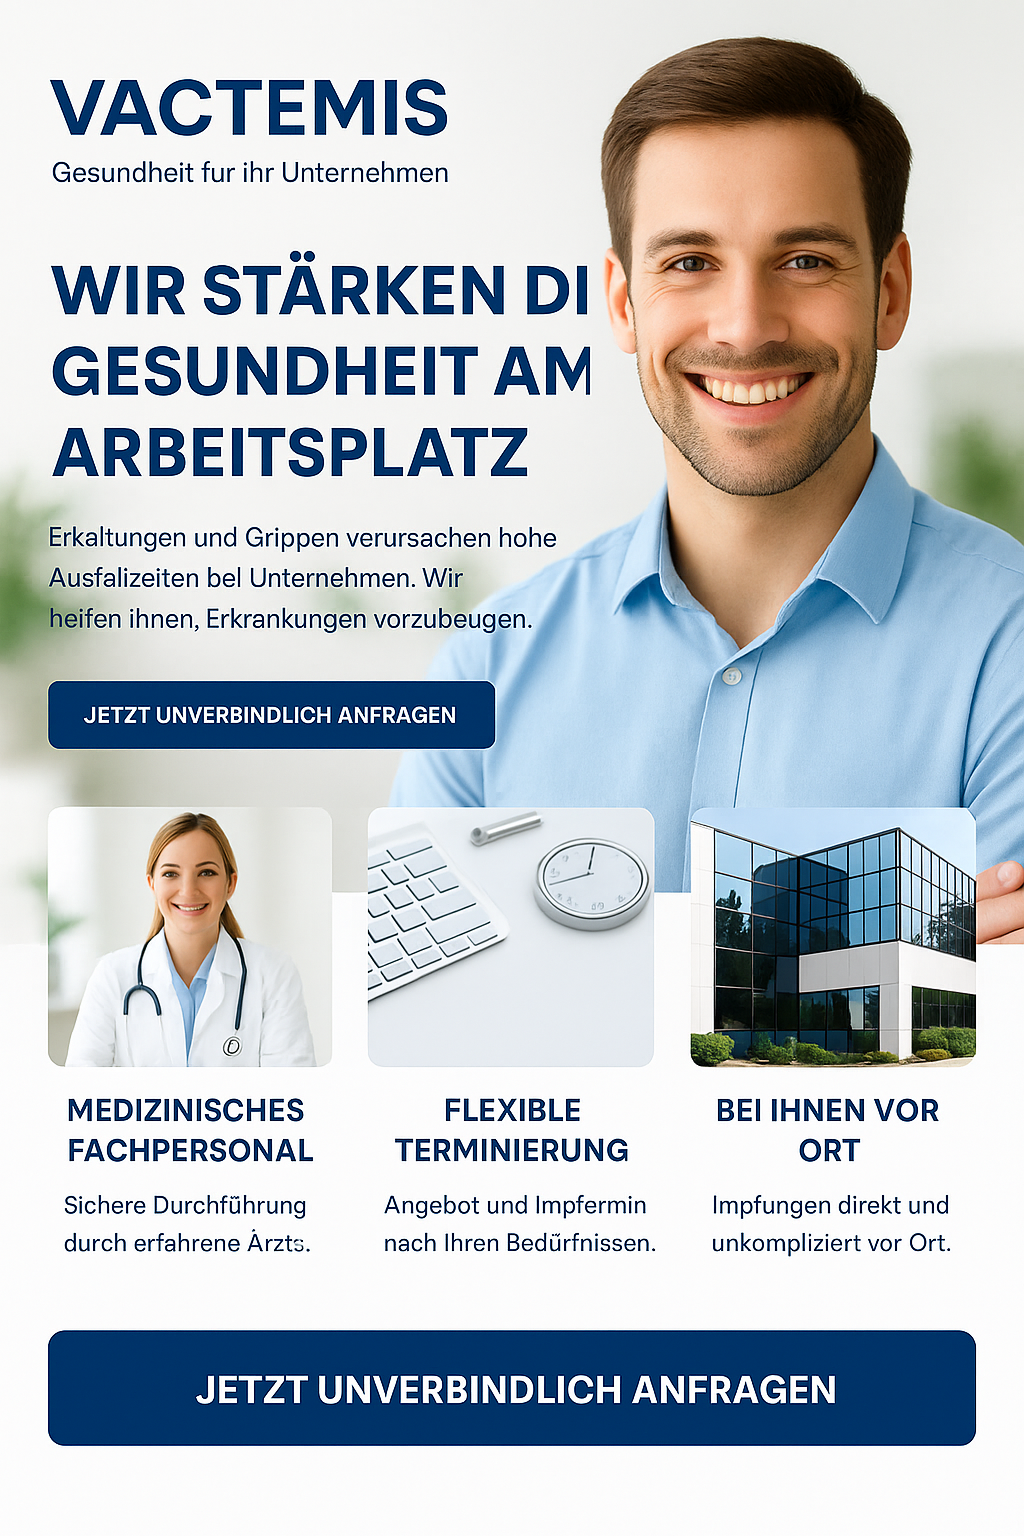 VACTEMIS
Gesundheit fur ihr Unternehmen
WIR STÄRKEN DI
GESUNDHEIT AM
ARBEITSPLATZ
Erkaltungen und Grippen verursachen hohe
Ausfalizeiten bel Unternehmen. Wir
heifen ihnen, Erkrankungen vorzubeugen.
JETZT UNVERBINDLICH ANFRAGEN
MEDIZINISCHES
FACHPERSONAL
Sichere Durchführung
durch erfahrene Árzts.
FLEXIBLE
TERMINIERUNG
Angebot und Impfermin
nach Ihren Bedürfnissen.
BEI IHNEN VOR
ORT
Impfungen direkt und
unkompliziert vor Ort.
JETZT UNVERBINDLICH ANFRAGEN